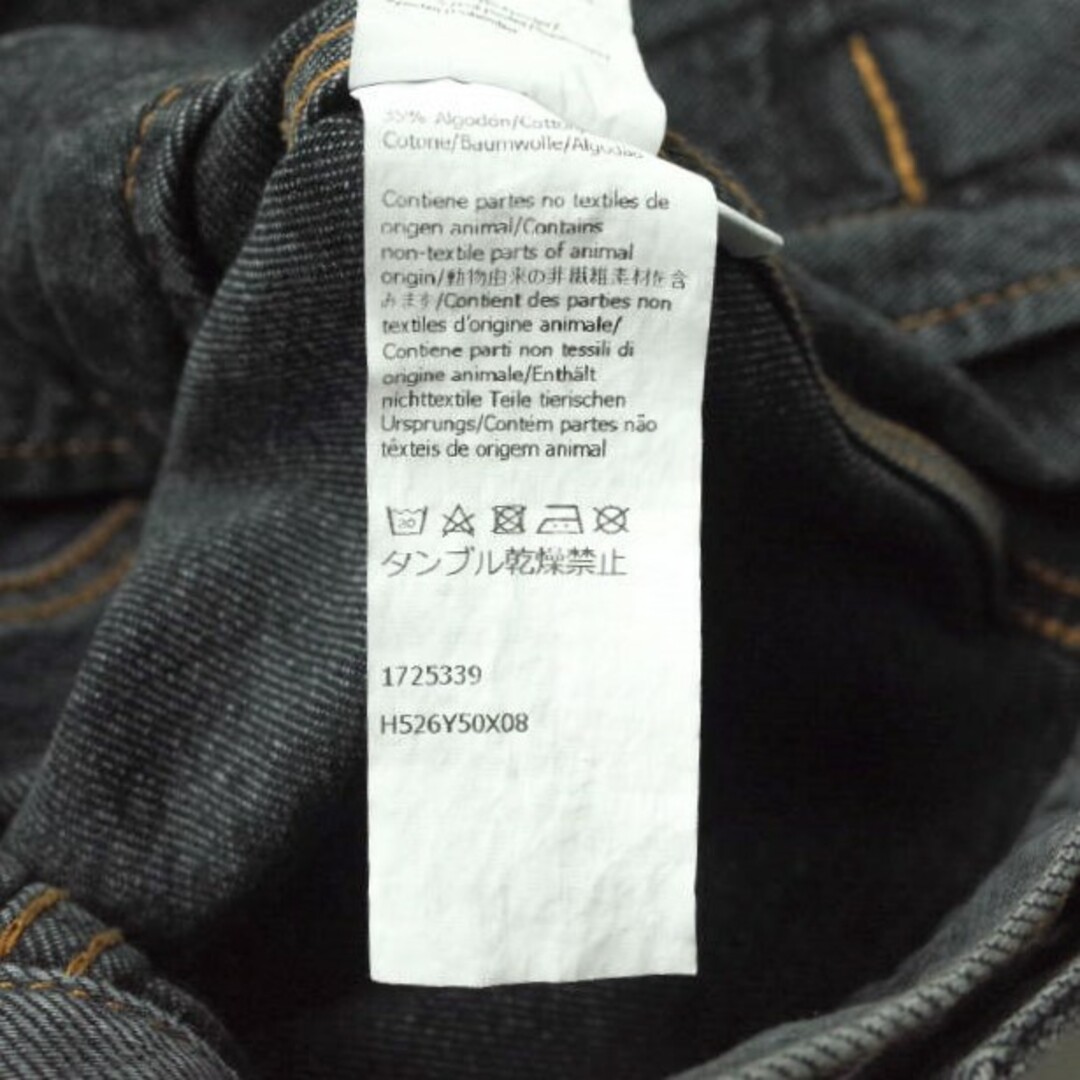 35% Algodón/Cotton/
Cotone/Baumwolle/Algodão
Contiene partes no textiles de
origen animal/Contains
non-textile parts of animal
origin/動物由来の非繊維素材を含
みます/Contient des parties non
textiles d'origine animale/
Contiene parti non tessili di
origine animale/Enthält
nichttextile Teile tierischen
Ursprungs/Contém partes não
têxteis de origem animal
タンブル乾燥禁止
1725339
H526Y50X08